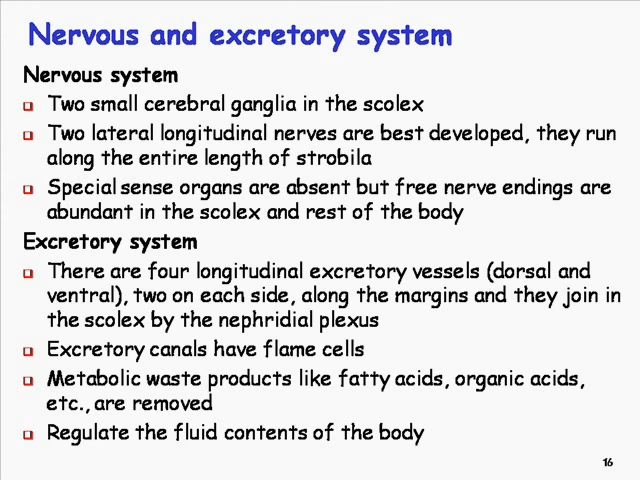 Nervous and excretory system
Nervous system
Two small cerebral ganglia in the scolex
Two lateral longitudinal nerves are best developed, they run
along the entire length of strobila
Special sense organs are absent but free nerve endings are
abundant in the scolex and rest of the body
Excretory system
There are four longitudinal excretory vessels (dorsal and
ventral), two on each side, along the margins and they join in
the scolex by the nephridial plexus
Excretory canals have flame cells
Metabolic waste products like fatty acids, organic acids,
etc., are removed
Regulate the fluid contents of the body
16